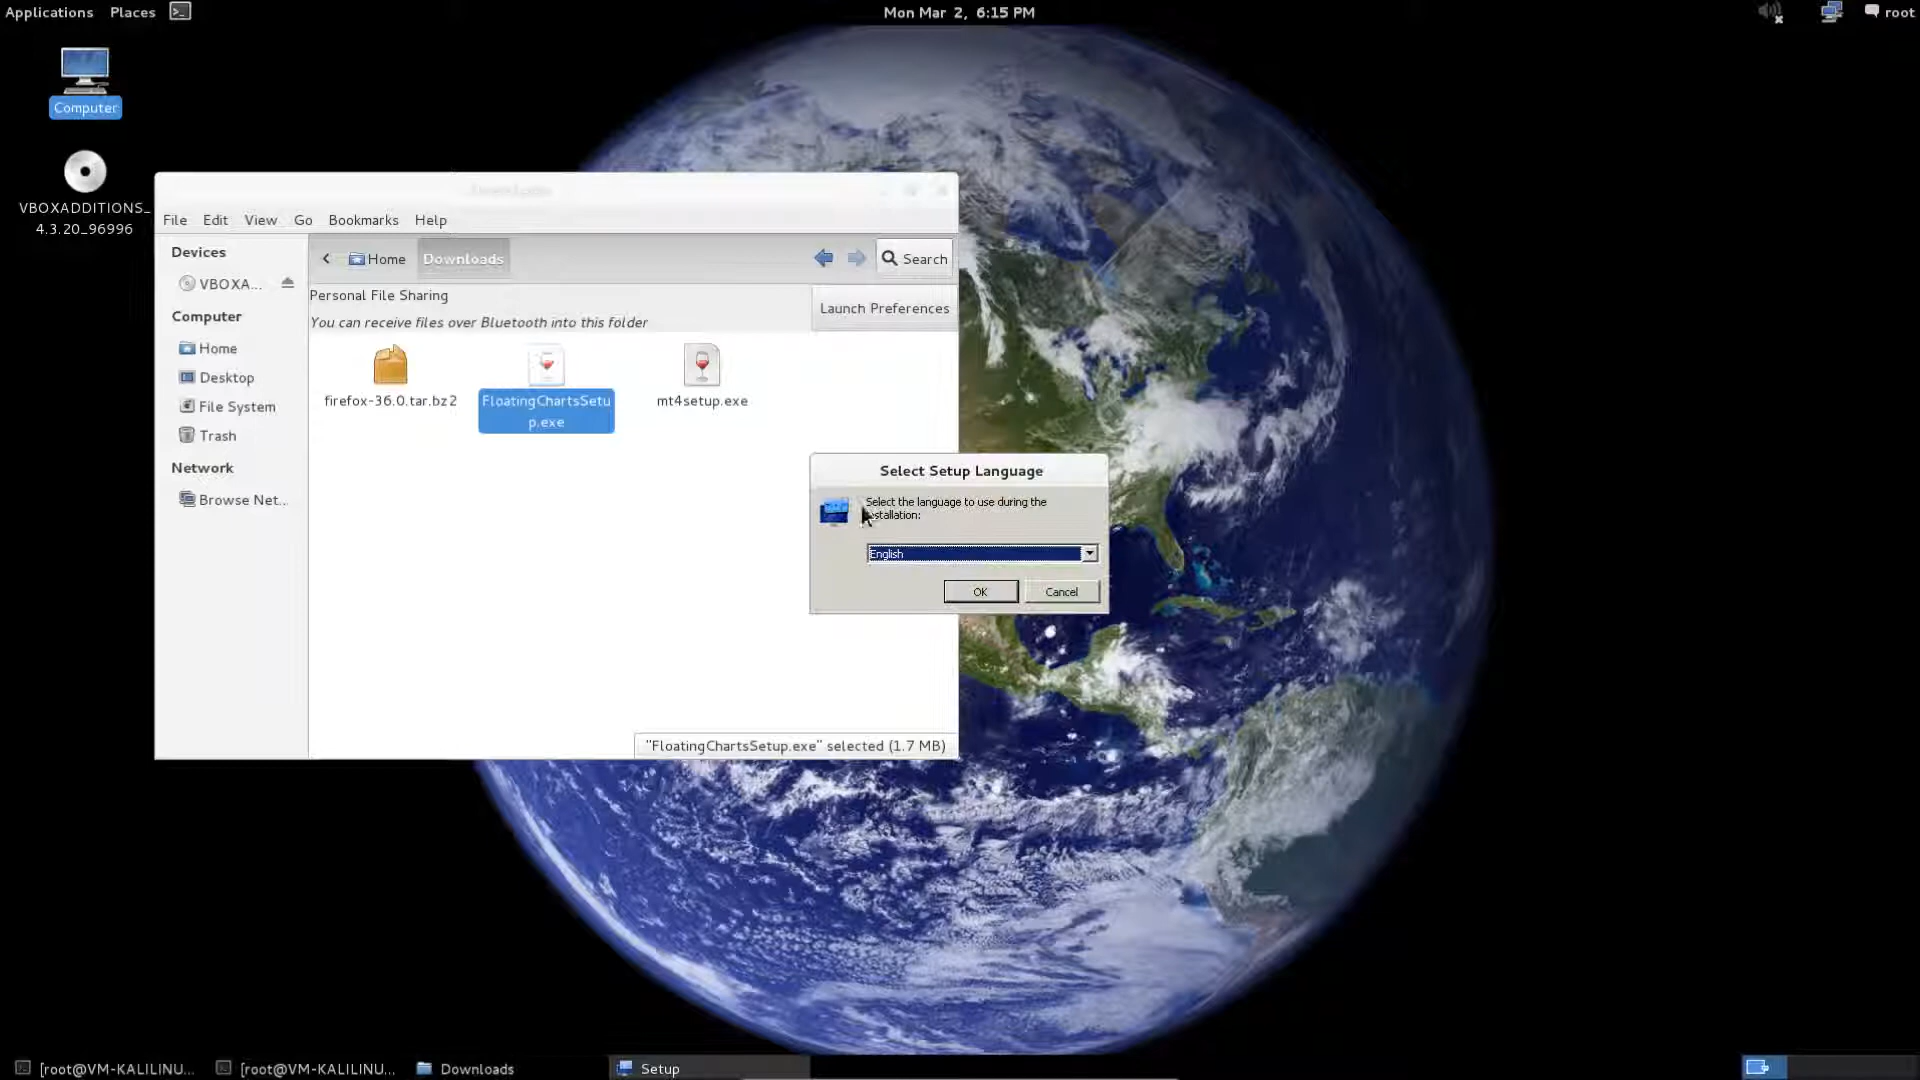 Applications Places
Mon Mar 2, 6:15 PM
root
Computer
VBOXADDITIONS_
4.3.20_96996
File Edit View Go Bookmarks Help
Devices
VBOXA...
Computer
Home
Desktop
File System
Trash
Network
Browse Net...
Home Downloads
Search
Personal File Sharing
You can receive files over Bluetooth into this folder
Launch Preferences
firefox-36.0.tar.bz2
FloatingChartsSetu
p.exe
mt4setup.exe
"FloatingChartsSetup.exe" selected (1.7 MB)
Select Setup Language
Select the language to use during the
stallation:
English
OK Cancel
[root@VM-KALILINU...
[root@VM-KALILINU...
Downloads
Setup